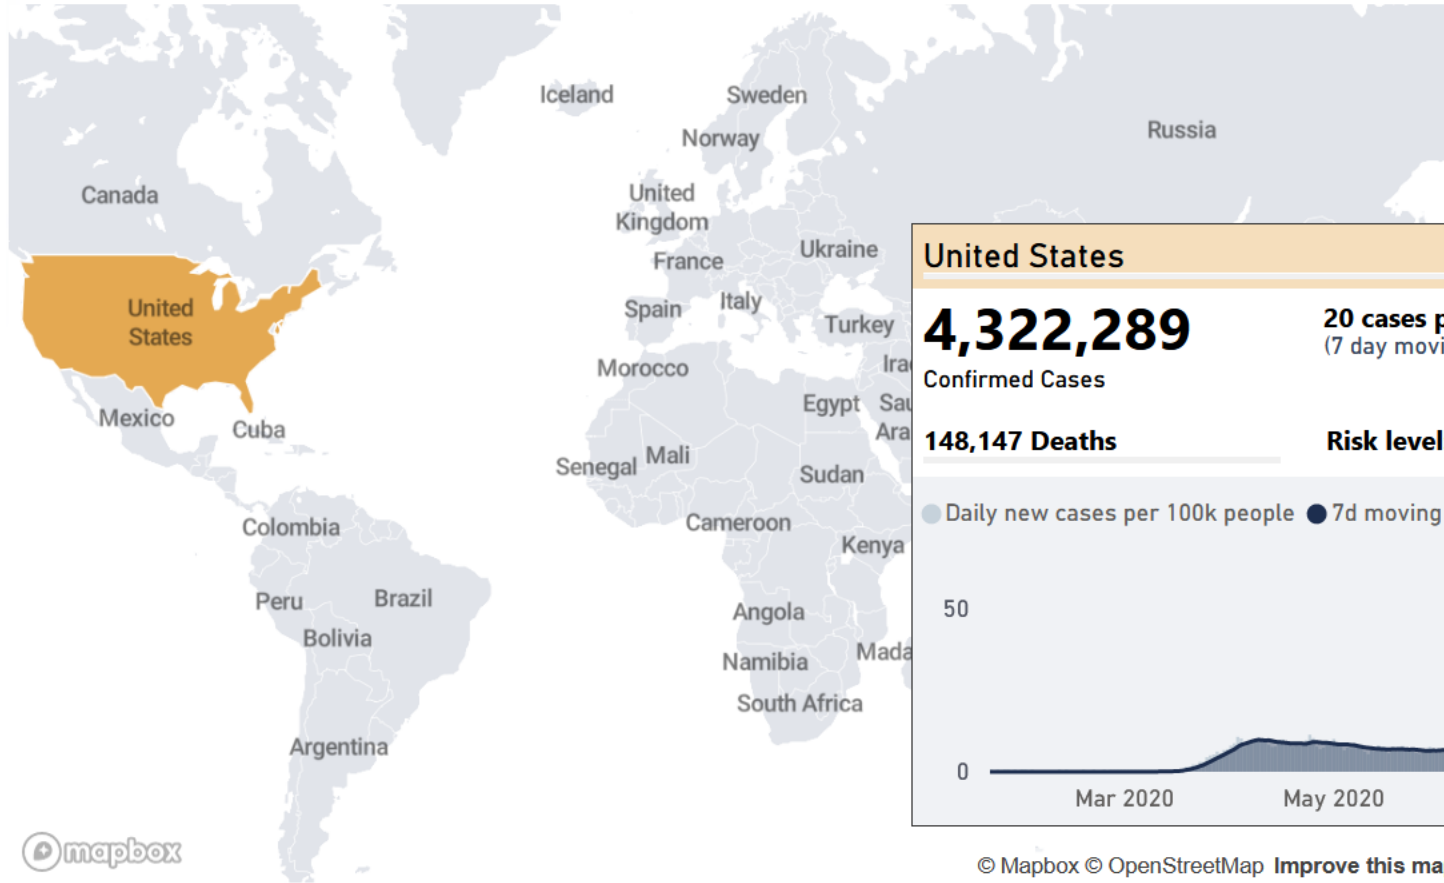 Iceland
Sweden
Norway
Russia
Canada
United
Kingdom
Ukraine
France
United
States
Spain
Italy
Turkey
Morocco
Mexico
Cuba
Egypt
Senegal
Mali
Sudan
Colombia
Cameroon
Kenya
Peru
Brazil
Angola
Bolivia
Namibia
South Africa
Argentina
United States
4,322,289
Confirmed Cases
20 cases
(7 day
148,147 Deaths
Risk level
Daily new cases per 100k people
7d moving
50
0
Mar 2020
May 2020
mapbox
© Mapbox © OpenStreetMap Improve this